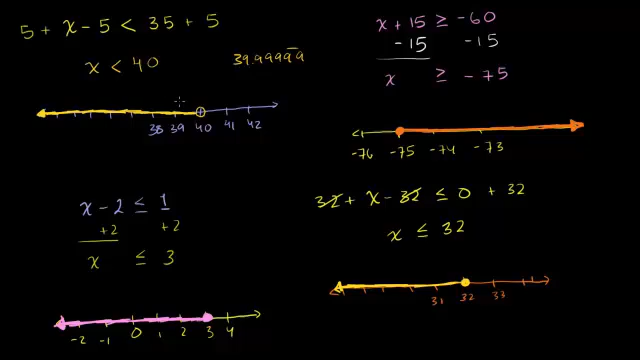 5 + x - 5 < 35 + 5
x < 40
39.99999̅
38 39 40 41 42
x + 15 ≥ -60
-15 -15
x ≥ -75
-76 -75 -74 -73
x - 2 ≤ 1
+2 +2
x ≤ 3
-2 -1 0 1 2 3 4
32 + x - 32 ≤ 0 + 32
x ≤ 32
31 32 33